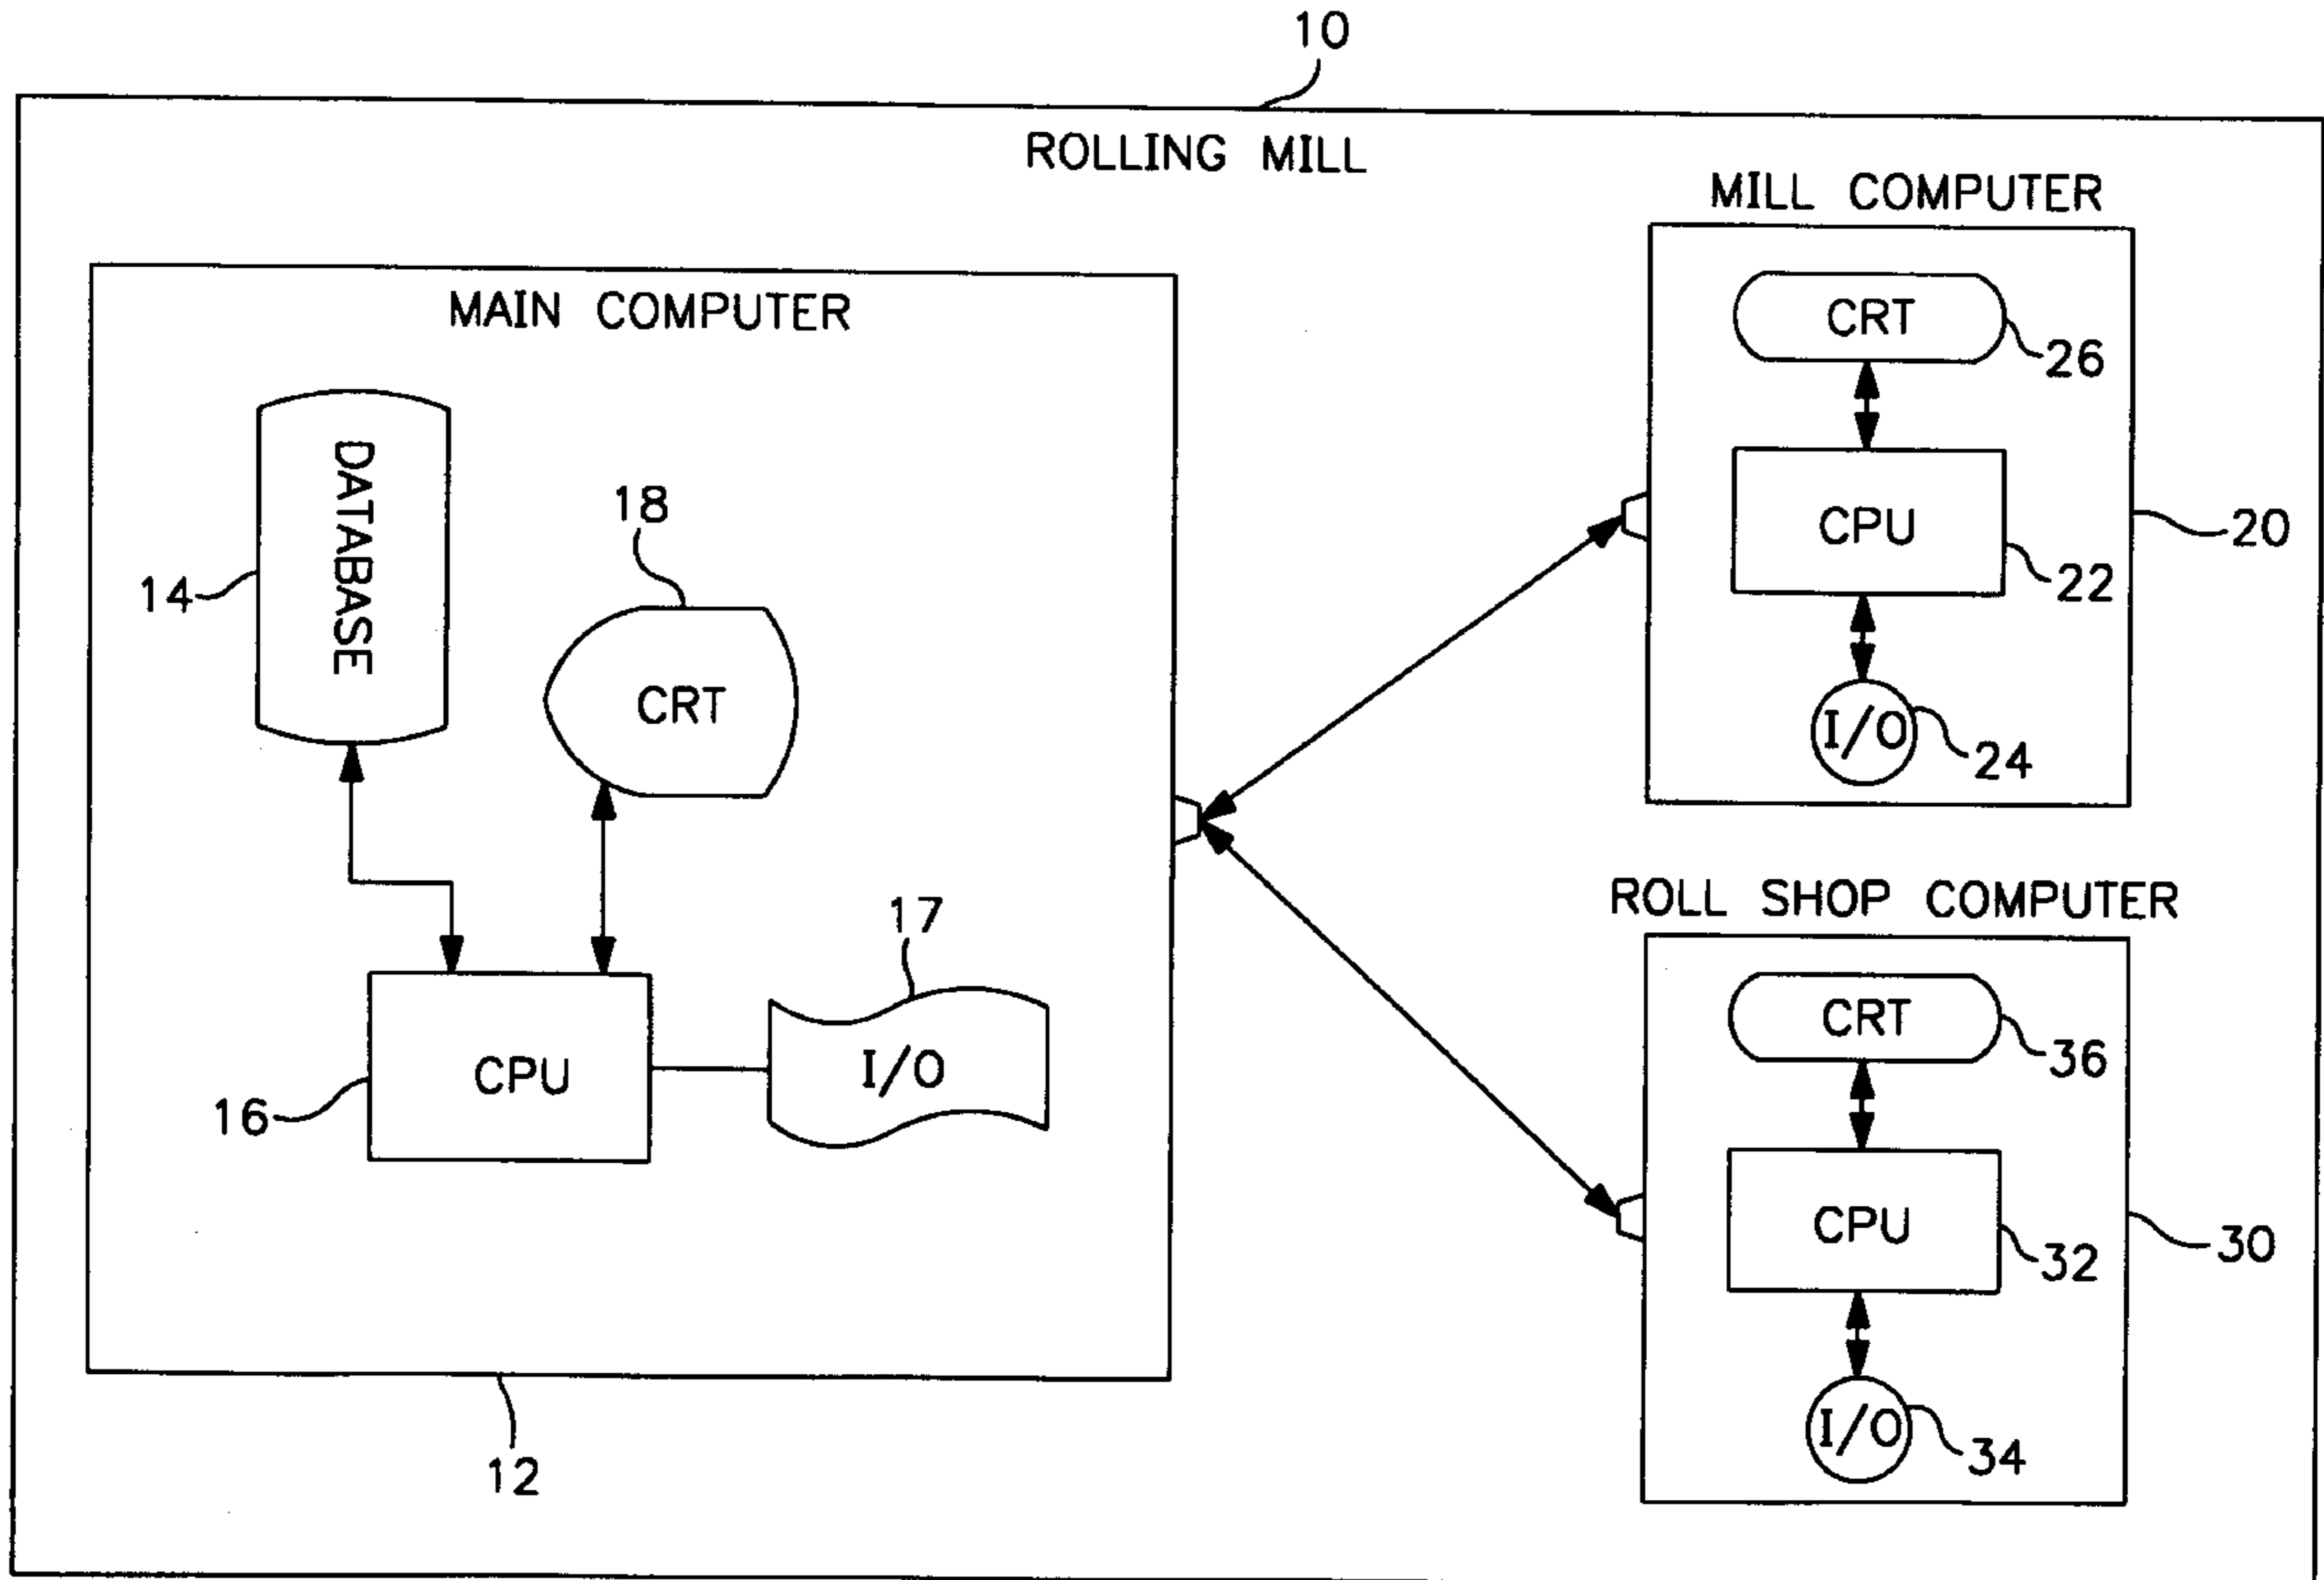 10
ROLLING MILL
MAIN COMPUTER
DATABASE
14
18
CRT
17
CPU
16
I/O
12
MILL COMPUTER
CRT
26
CPU
22
20
I/O
24
ROLL SHOP COMPUTER
CRT
36
CPU
32
30
I/O
34